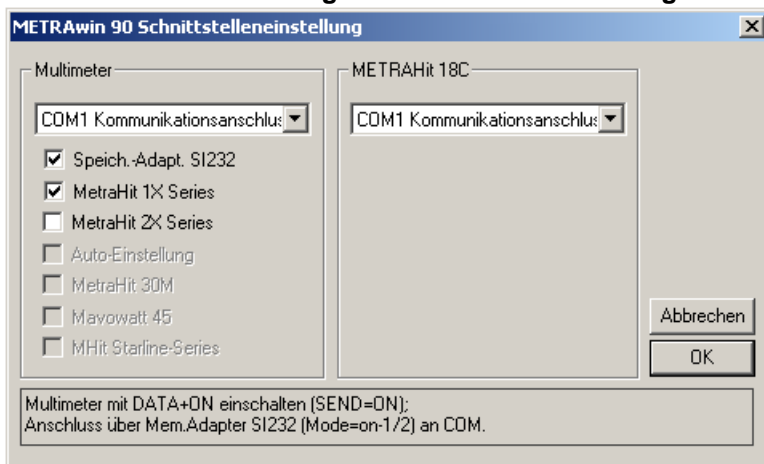 METRAwin 90 Schnittstelleneinstellung
Multimeter
COM1 Kommunikationsanschlus
Speich.-Adapt. SI232
MetraHit 1X Series
MetraHit 2X Series
Auto-Einstellung
MetraHit 30M
Mavowatt 45
MHit Starline-Series
METRAHit 18C
COM1 Kommunikationsanschlus
Abbrechen
OK
Multimeter mit DATA+ON einschalten (SEND=ON);
Anschluss über Mem.Adapter SI232 (Mode=on-1/2) an COM.